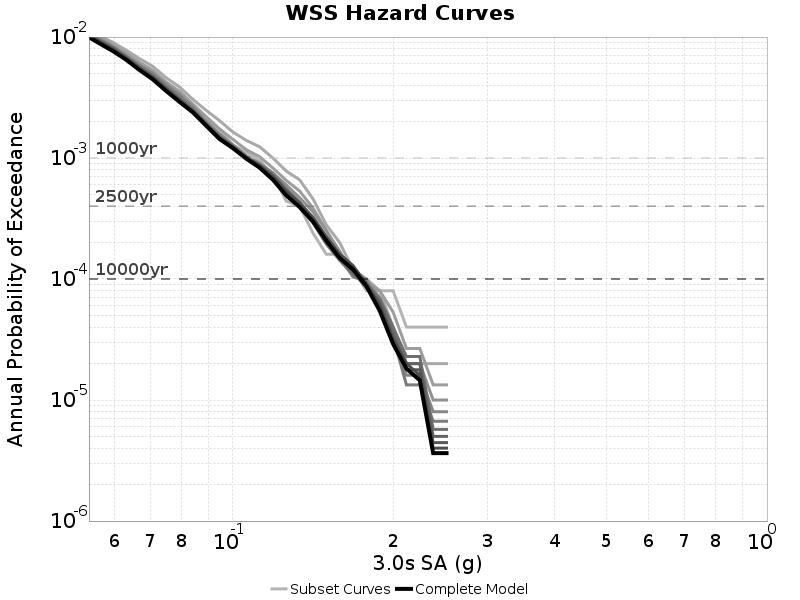 WSS Hazard Curves
Annual Probability of Exceedance
10-2
10-3
10-4
10-5
10-6
1000yr
2500yr
10000yr
6 7 8 10-1 2 3 4 5 6 7 8 100
3.0s SA (g)
Subset Curves Complete Model